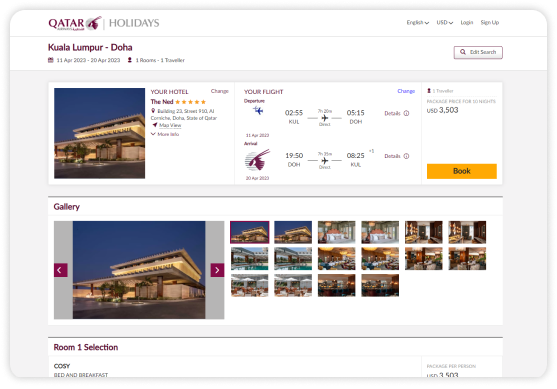 QATAR HOLIDAYS
English USD Login Sign Up
Kuala Lumpur - Doha
11 Apr 2023 - 20 Apr 2023 1 Rooms - 1 Traveller
Edit Search
YOUR HOTEL Change
The Ned
Building 23, Street 910, Al
Corniche, Doha, State of Qatar
Map View
More Info
YOUR FLIGHT Change
Departure
11 Apr 2023
02:55 7h 20m 05:15
KUL Direct DOH
Details
Arrival
20 Apr 2023
19:50 7h 35m 08:25 +1
DOH Direct KUL
Details
1 Traveller
PACKAGE PRICE FOR 10 NIGHTS
USD 3,503
Book
Gallery
Room 1 Selection
COSY
BED AND BREAKFAST
PACKAGE PER PERSON:
USD 3,503